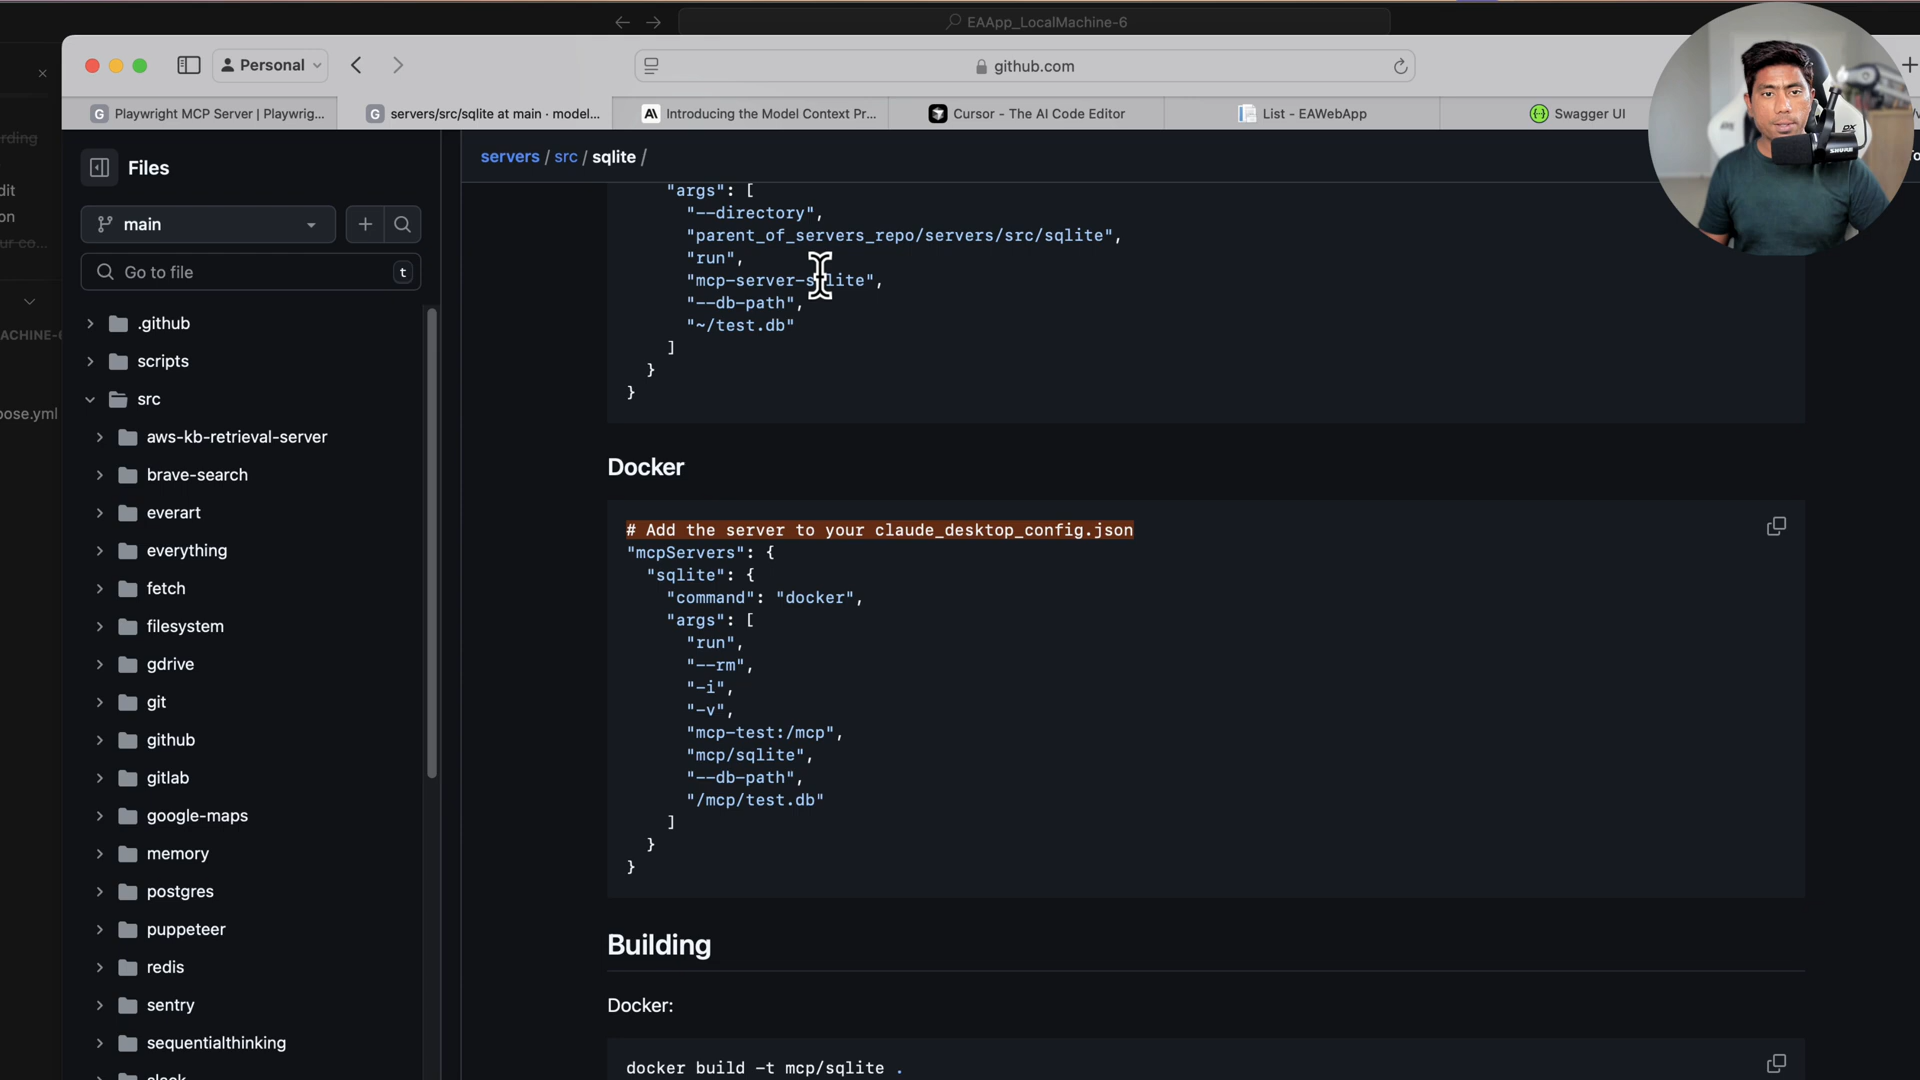 EAApp_LocalMachine-6
Personal
github.com
Playwright MCP Server | Playwrig...
servers/src/sqlite at main · model...
Introducing the Model Context Pr...
Cursor - The AI Code Editor
List - EAWebApp
Swagger UI
Files
servers / src / sqlite /
main
Go to file
t
.github
scripts
src
aws-kb-retrieval-server
brave-search
everart
everything
fetch
filesystem
gdrive
git
github
gitlab
google-maps
memory
postgres
puppeteer
redis
sentry
sequentialthinking
slack
"args": [
"--directory",
"parent_of_servers_repo/servers/src/sqlite",
"run",
"mcp-server-sqlite",
"--db-path",
"~/test.db"
]
}
}
Docker
# Add the server to your claude_desktop_config.json
"mcpServers": {
"sqlite": {
"command": "docker",
"args": [
"run",
"--rm",
"-i",
"-v",
"mcp-test:/mcp",
"mcp/sqlite",
"--db-path",
"/mcp/test.db"
]
}
}
Building
Docker:
docker build -t mcp/sqlite .